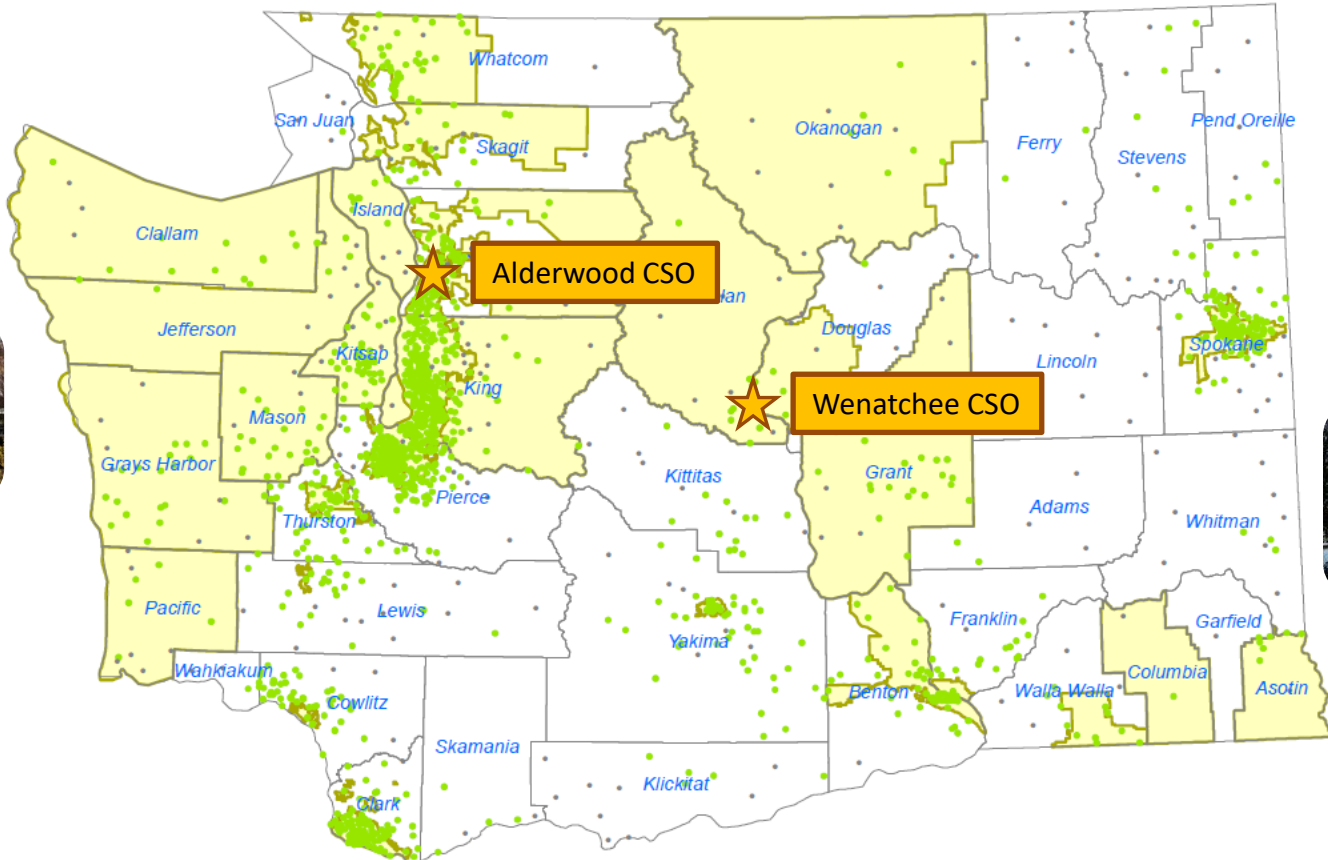 Whatcom
San Juan
Okanogan
Pend Oreille
Skagit
Ferry
Stevens
Island
Clallam
Alderwood CSO
lan
Jefferson
Douglas
Kitsap
Spokane
Lincoln
King
Wenatchee CSO
Mason
Grays Harbor
Kittitas
Grant
Pierce
Adams
Thurston
Whitman
Pacific
Lewis
Franklin
Garfield
Yakima
Wahkiakum
Columbia
Benton
Walla Walla
Asotin
Cowlitz
Skamania
Klickitat
Clark